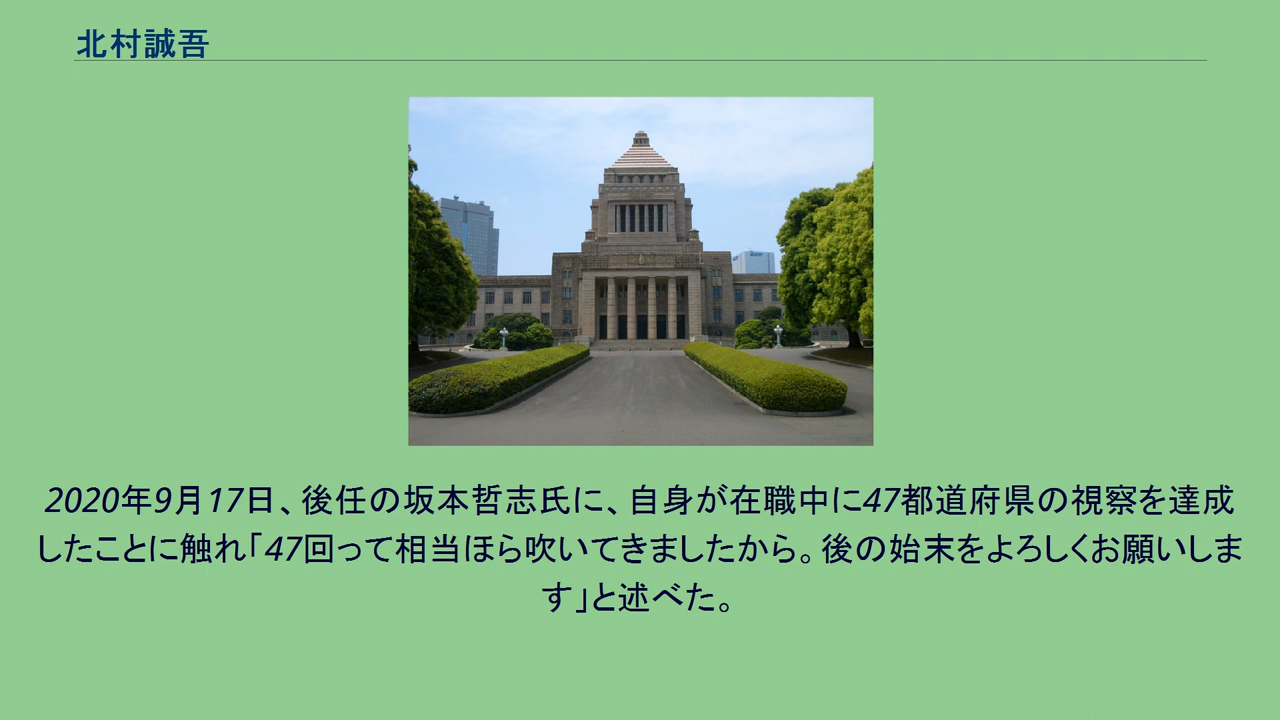 北村誠吾
2020年9月17日、後任の坂本哲志氏に、自身が在職中に47都道府県の視察を達成
したことに触れ「47回って相当ほら吹いてきましたから。後の始末をよろしくお願いしま
す」と述べた。